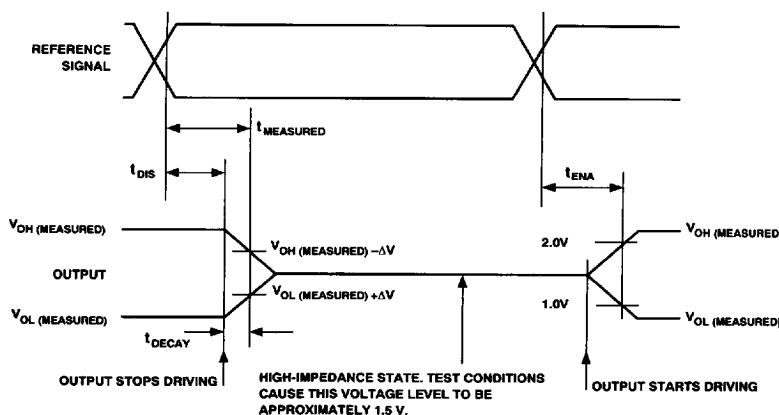 REFERENCE
SIGNAL
tMEASURED
tDIS
tENA
VOH (MEASURED)
VOH (MEASURED) –ΔV
2.0V
VOH (MEASURED)
OUTPUT
VOL (MEASURED) +ΔV
1.0V
VOL (MEASURED)
VOL (MEASURED)
tDECAY
OUTPUT STOPS DRIVING
HIGH-IMPEDANCE STATE. TEST CONDITIONS
CAUSE THIS VOLTAGE LEVEL TO BE
APPROXIMATELY 1.5 V.
OUTPUT STARTS DRIVING